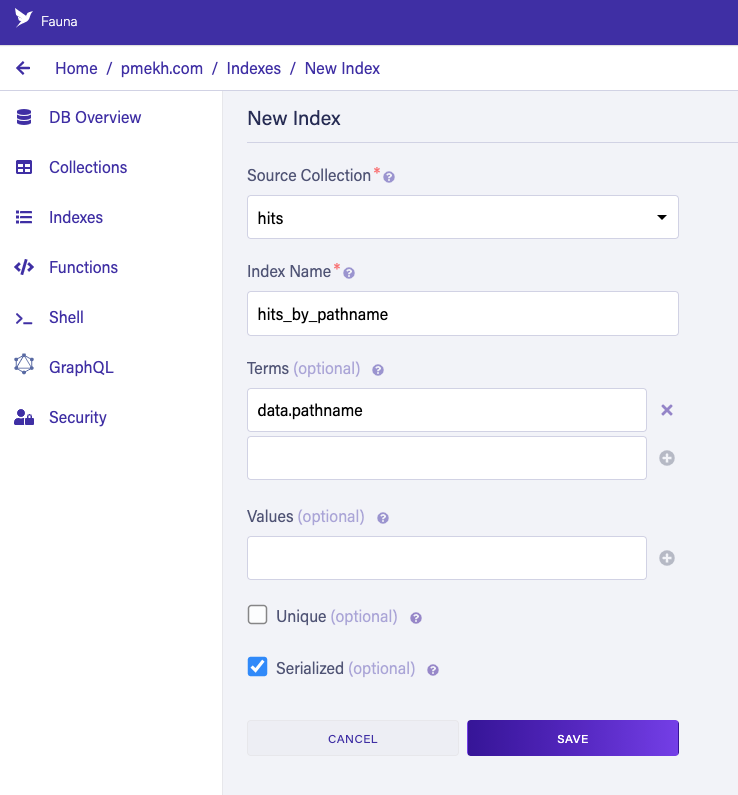 Fauna
Home / pmekh.com / Indexes / New Index
DB Overview
Collections
Indexes
Functions
Shell
GraphQL
Security
New Index
Source Collection * ?
hits
Index Name * ?
hits_by_pathname
Terms (optional) ?
data.pathname
Values (optional) ?
Unique (optional) ?
Serialized (optional) ?
CANCEL
SAVE